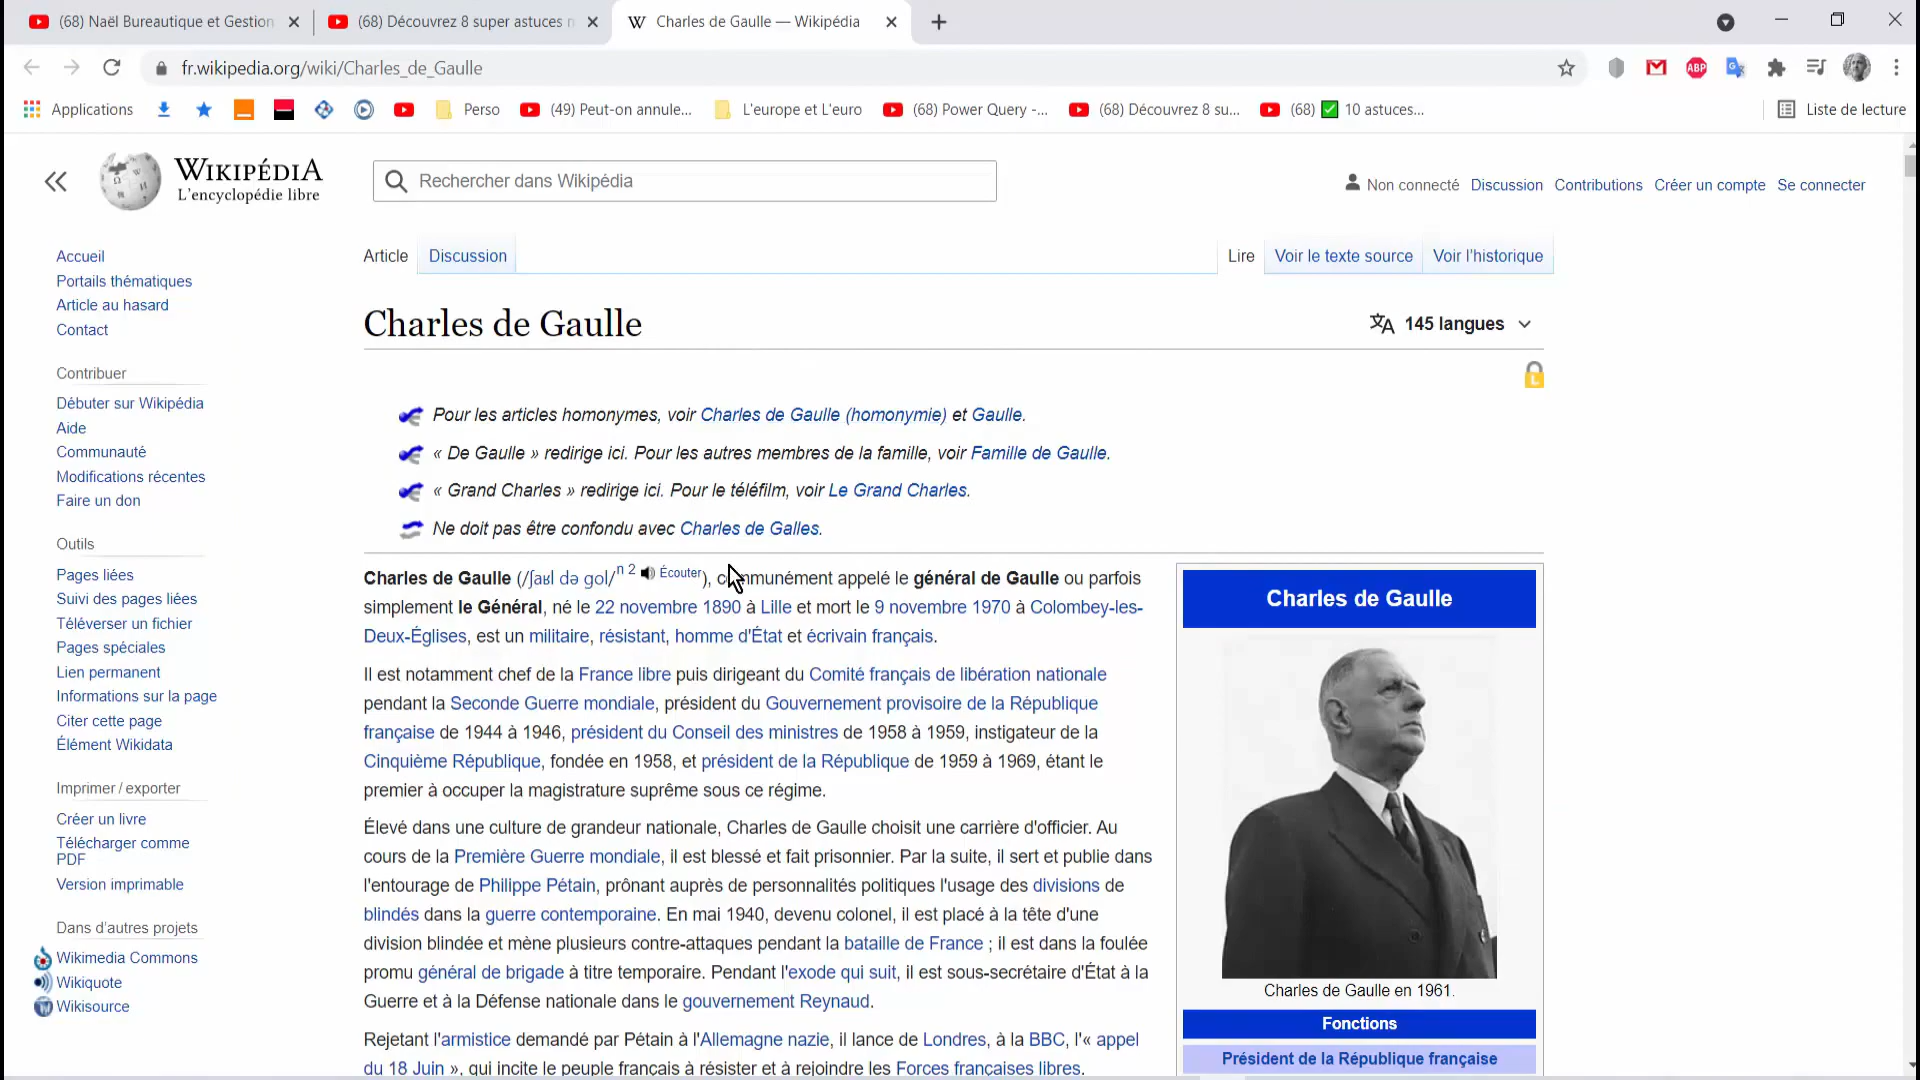 (68) Naël Bureautique et Gestion
(68) Découvrez 8 super astuces
Charles de Gaulle — Wikipédia
fr.wikipedia.org/wiki/Charles_de_Gaulle
ABP
Applications
Perso
(49) Peut-on annule...
L'europe et L'euro
(68) Power Query -...
(68) Découvrez 8 su...
(68) ✅ 10 astuces...
Liste de lecture
WIKIPÉDIA
L'encyclopédie libre
Rechercher dans Wikipédia
Non connecté Discussion Contributions Créer un compte Se connecter
Accueil
Portails thématiques
Article au hasard
Contact
Contribuer
Débuter sur Wikipédia
Aide
Communauté
Modifications récentes
Faire un don
Outils
Pages liées
Suivi des pages liées
Téléverser un fichier
Pages spéciales
Lien permanent
Informations sur la page
Citer cette page
Élément Wikidata
Imprimer / exporter
Créer un livre
Télécharger comme
PDF
Version imprimable
Dans d'autres projets
Wikimedia Commons
Wikiquote
Wikisource
Article Discussion
Lire Voir le texte source Voir l'historique
Charles de Gaulle
145 langues
Pour les articles homonymes, voir Charles de Gaulle (homonymie) et Gaulle.
« De Gaulle » redirige ici. Pour les autres membres de la famille, voir Famille de Gaulle.
« Grand Charles » redirige ici. Pour le téléfilm, voir Le Grand Charles.
Ne doit pas être confondu avec Charles de Galles.
Charles de Gaulle (/ʃaʁl də ɡol/n 2 Écouter), communément appelé le général de Gaulle ou parfois
simplement le Général, né le 22 novembre 1890 à Lille et mort le 9 novembre 1970 à Colombey-les-
Deux-Églises, est un militaire, résistant, homme d'État et écrivain français.
Il est notamment chef de la France libre puis dirigeant du Comité français de libération nationale
pendant la Seconde Guerre mondiale, président du Gouvernement provisoire de la République
française de 1944 à 1946, président du Conseil des ministres de 1958 à 1959, instigateur de la
Cinquième République, fondée en 1958, et président de la République de 1959 à 1969, étant le
premier à occuper la magistrature suprême sous ce régime.
Élevé dans une culture de grandeur nationale, Charles de Gaulle choisit une carrière d'officier. Au
cours de la Première Guerre mondiale, il est blessé et fait prisonnier. Par la suite, il sert et publie dans
l'entourage de Philippe Pétain, prônant auprès de personnalités politiques l'usage des divisions de
blindés dans la guerre contemporaine. En mai 1940, devenu colonel, il est placé à la tête d'une
division blindée et mène plusieurs contre-attaques pendant la bataille de France ; il est dans la foulée
promu général de brigade à titre temporaire. Pendant l'exode qui suit, il est sous-secrétaire d'État à la
Guerre et à la Défense nationale dans le gouvernement Reynaud.
Rejetant l'armistice demandé par Pétain à l'Allemagne nazie, il lance de Londres, à la BBC, l'« appel
du 18 Juin », qui incite le peuple français à résister et à rejoindre les Forces françaises libres.
Charles de Gaulle
Charles de Gaulle en 1961.
Fonctions
Président de la République française